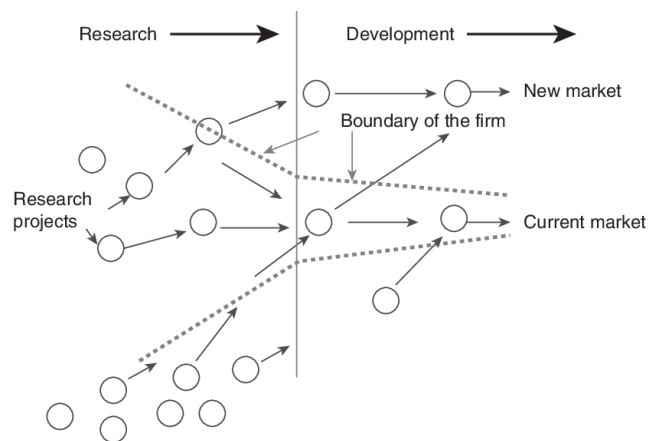 Research
Development
New market
Boundary of the firm
Research
projects
Current market